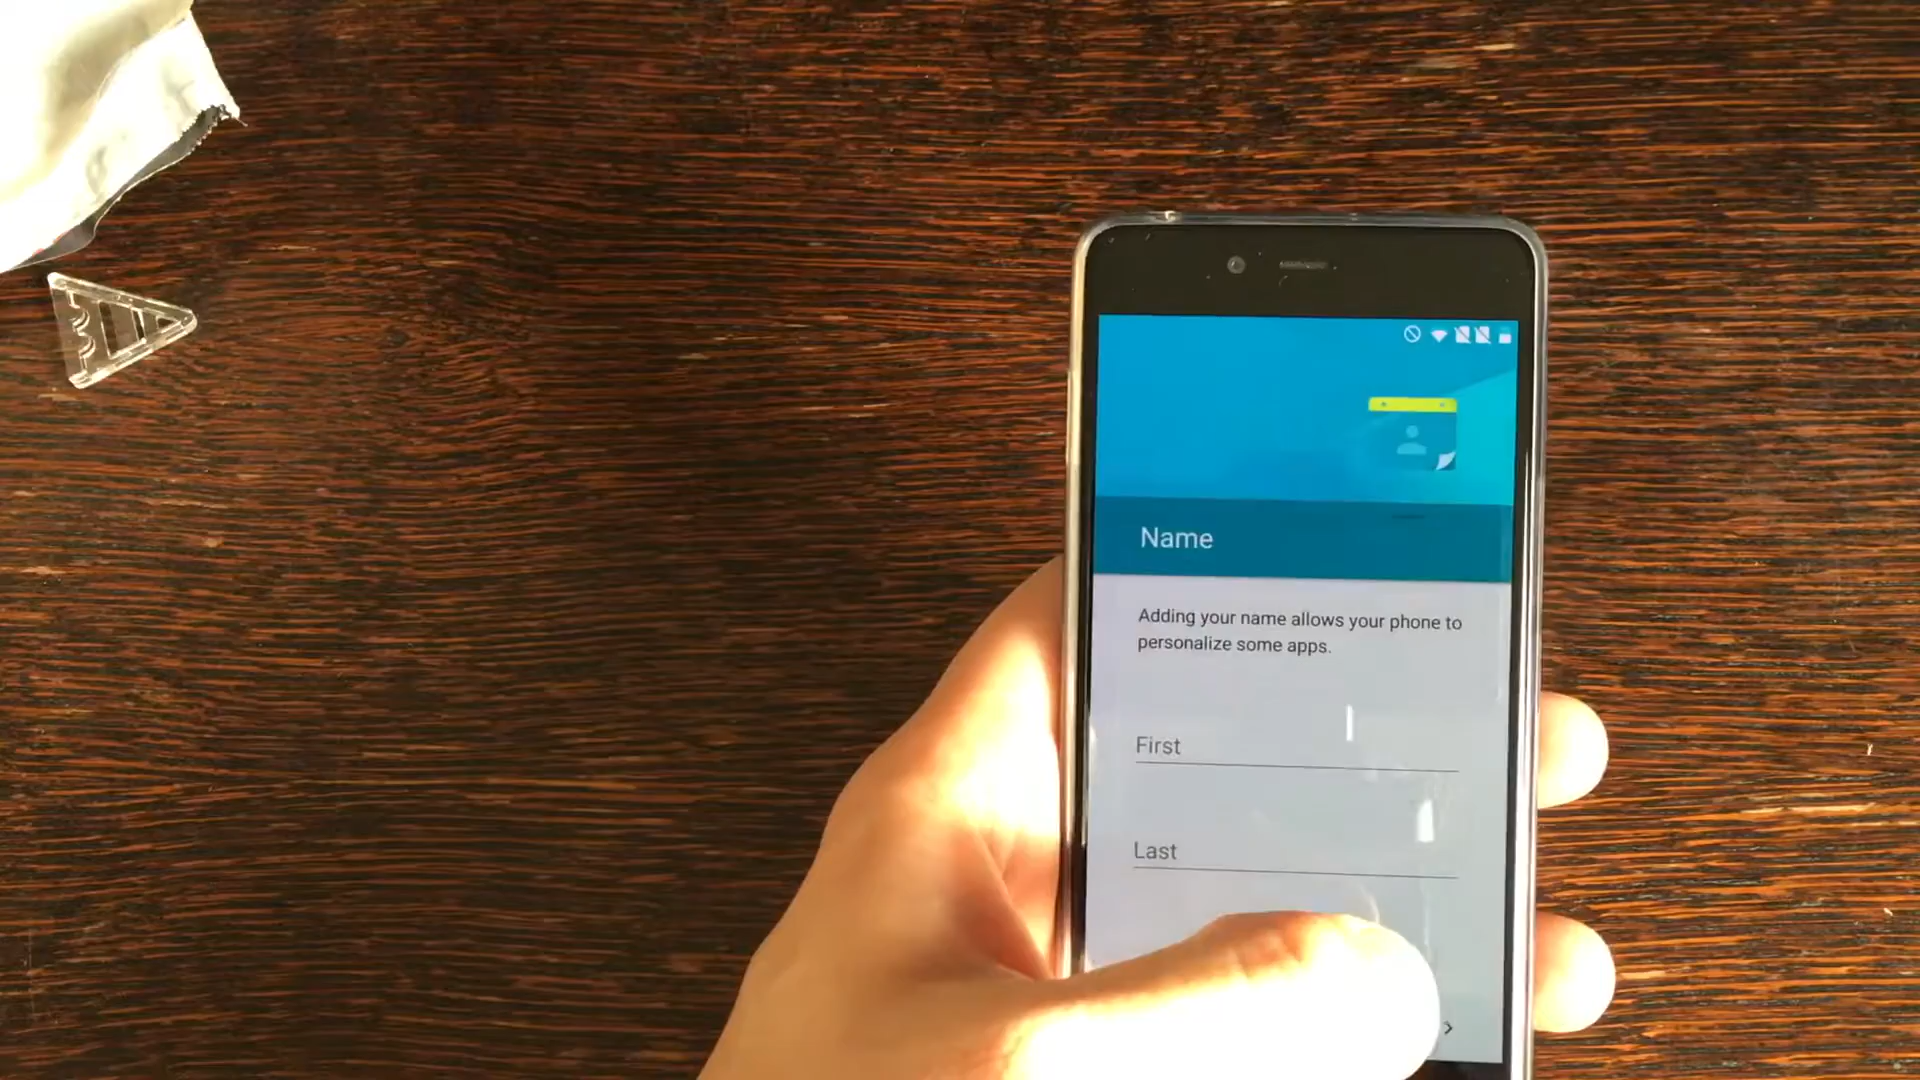 Name
Adding your name allows your phone to
personalize some apps.
First
Last